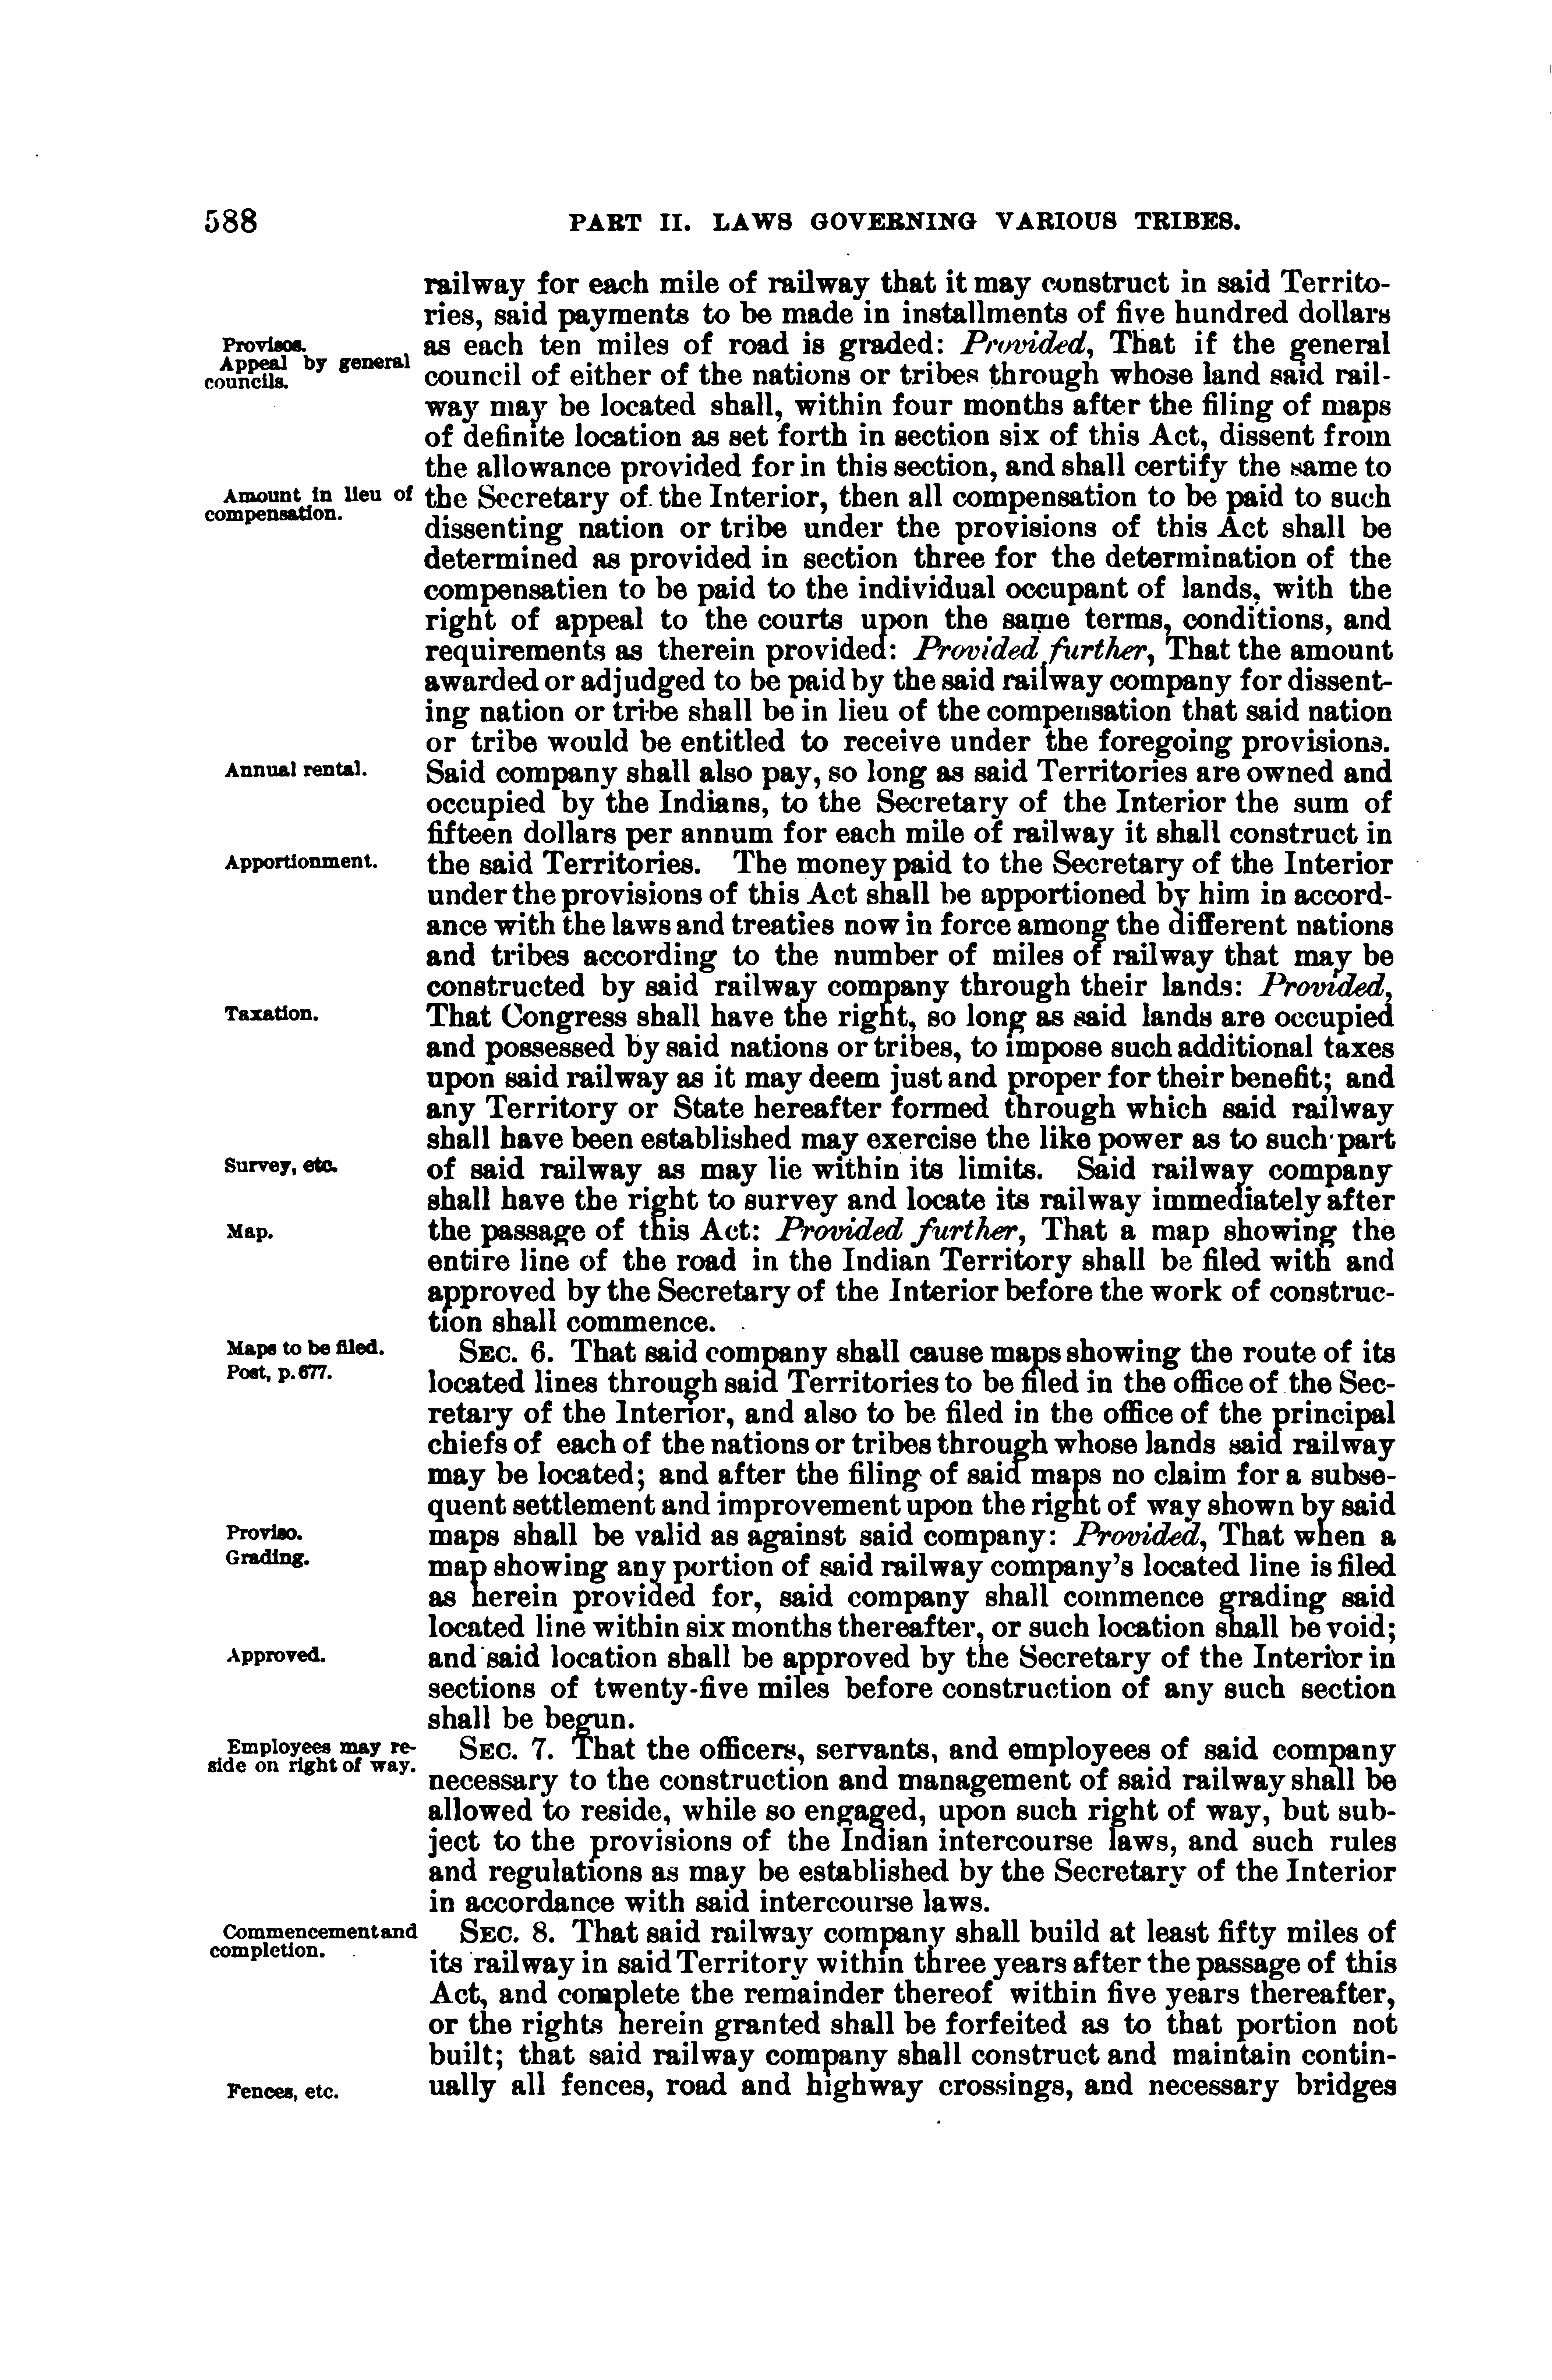 588
PART II. LAWS GOVERNING VARIOUS TRIBES.
railway for each mile of railway that it may construct in said Territo-
ries, said payments to be made in installments of five hundred dollars
Provisos.
as each ten miles of road is graded: Provided, That if the general
Appeal by general
councils.
council of either of the nations or tribes through whose land said rail-
way may be located shall, within four months after the filing of maps
of definite location as set forth in section six of this Act, dissent from
the allowance provided for in this section, and shall certify the same to
Amount in lieu of
compensation.
the Secretary of the Interior, then all compensation to be paid to such
dissenting nation or tribe under the provisions of this Act shall be
determined as provided in section three for the determination of the
compensatien to be paid to the individual occupant of lands, with the
right of appeal to the courts upon the same terms, conditions, and
requirements as therein provided: Provided further, That the amount
awarded or adjudged to be paid by the said railway company for dissent-
ing nation or tribe shall be in lieu of the compensation that said nation
or tribe would be entitled to receive under the foregoing provisions.
Annual rental.
Said company shall also pay, so long as said Territories are owned and
occupied by the Indians, to the Secretary of the Interior the sum of
fifteen dollars per annum for each mile of railway it shall construct in
Apportionment.
the said Territories. The money paid to the Secretary of the Interior
under the provisions of this Act shall be apportioned by him in accord-
ance with the laws and treaties now in force among the different nations
and tribes according to the number of miles of railway that may be
constructed by said railway company through their lands: Provided,
Taxation.
That Congress shall have the right, so long as said lands are occupied
and possessed by said nations or tribes, to impose such additional taxes
upon said railway as it may deem just and proper for their benefit; and
any Territory or State hereafter formed through which said railway
shall have been established may exercise the like power as to such part
Survey, etc.
of said railway as may lie within its limits. Said railway company
shall have the right to survey and locate its railway immediately after
Map.
the passage of this Act: Provided further, That a map showing the
entire line of the road in the Indian Territory shall be filed with and
approved by the Secretary of the Interior before the work of construc-
tion shall commence.
Maps to be filed.
Post, p. 677.
SEC. 6. That said company shall cause maps showing the route of its
located lines through said Territories to be filed in the office of the Sec-
retary of the Interior, and also to be filed in the office of the principal
chiefs of each of the nations or tribes through whose lands said railway
may be located; and after the filing of said maps no claim for a subse-
quent settlement and improvement upon the right of way shown by said
Proviso.
Grading.
maps shall be valid as against said company: Provided, That when a
map showing any portion of said railway company's located line is filed
as herein provided for, said company shall commence grading said
located line within six months thereafter, or such location shall be void;
Approved.
and said location shall be approved by the Secretary of the Interior in
sections of twenty-five miles before construction of any such section
shall be begun.
Employees may re-
side on right of way.
SEC. 7. That the officers, servants, and employees of said company
necessary to the construction and management of said railway shall be
allowed to reside, while so engaged, upon such right of way, but sub-
ject to the provisions of the Indian intercourse laws, and such rules
and regulations as may be established by the Secretary of the Interior
in accordance with said intercourse laws.
Commencement and
completion.
SEC. 8. That said railway company shall build at least fifty miles of
its railway in said Territory within three years after the passage of this
Act, and complete the remainder thereof within five years thereafter,
or the rights herein granted shall be forfeited as to that portion not
built; that said railway company shall construct and maintain contin-
Fences, etc.
ually all fences, road and highway crossings, and necessary bridges